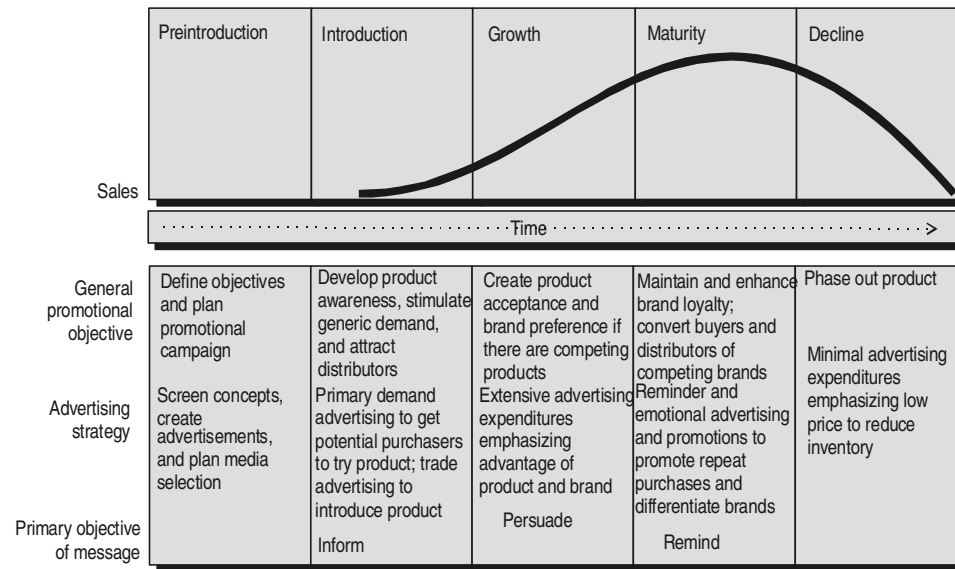 Preintroduction
Introduction
Growth
Maturity
Decline
Sales
Time
General
promotional
objective
Define objectives
and plan
promotional
campaign
Develop product
awareness, stimulate
generic demand,
and attract
distributors
Create product
acceptance and
brand preference if
there are competing
products
Maintain and enhance
brand loyalty;
convert buyers and
distributors of
competing brands
Phase out product
Advertising
strategy
Screen concepts,
create
advertisements,
and plan media
selection
Primary demand
advertising to get
potential purchasers
to try product; trade
advertising to
introduce product
Extensive advertising
expenditures
emphasizing
advantage of
product and brand
Reminder and
emotional advertising
and promotions to
promote repeat
purchases and
differentiate brands
Minimal advertising
expenditures
emphasizing low
price to reduce
inventory
Primary objective
of message
Inform
Persuade
Remind